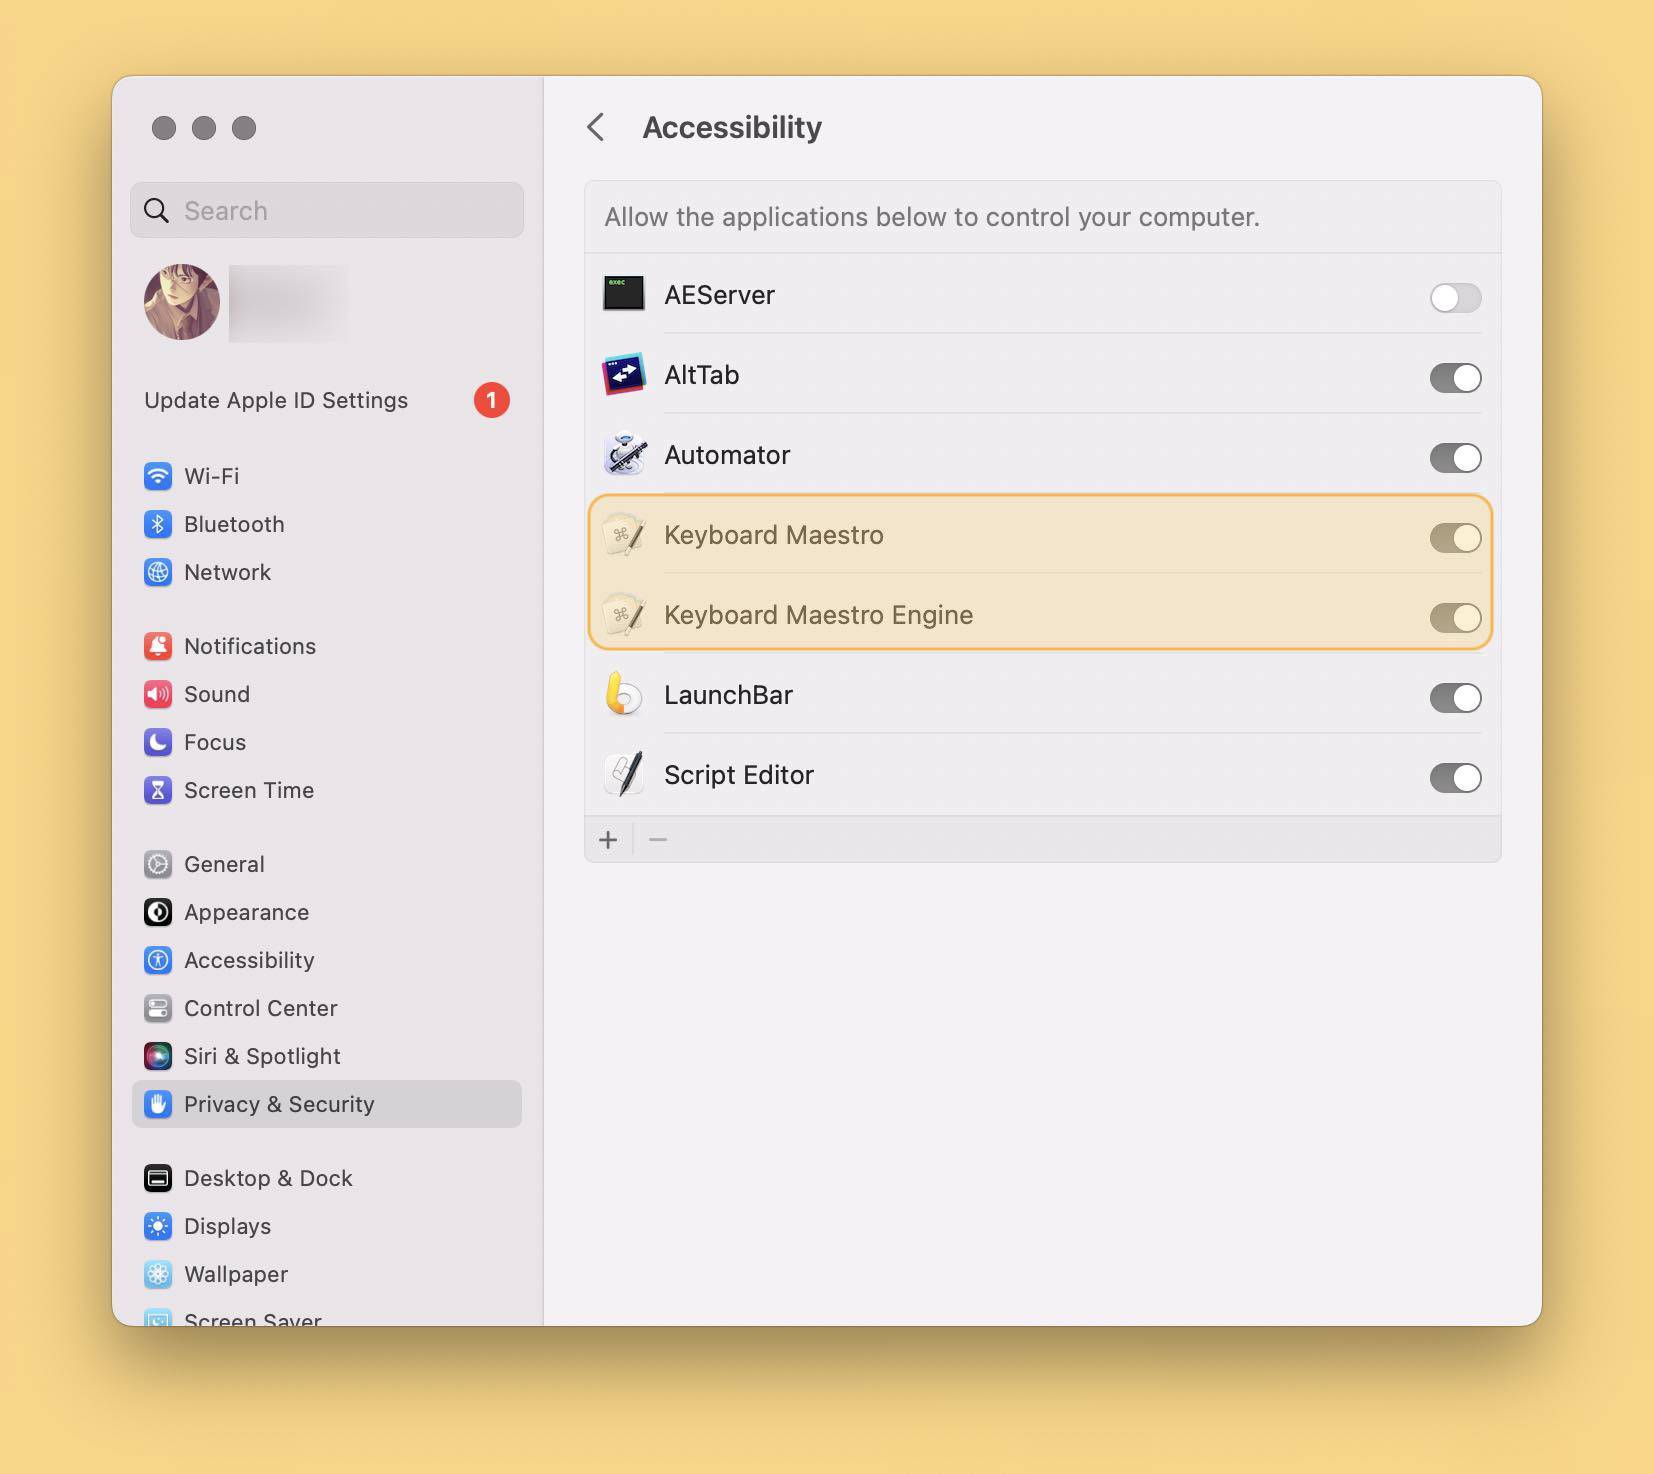 Accessibility
Search
Allow the applications below to control your computer.
exec
AEServer
AltTab
Automator
Keyboard Maestro
Keyboard Maestro Engine
LaunchBar
Script Editor
Update Apple ID Settings
1
Wi-Fi
Bluetooth
Network
Notifications
Sound
Focus
Screen Time
General
Appearance
Accessibility
Control Center
Siri & Spotlight
Privacy & Security
Desktop & Dock
Displays
Wallpaper
Screen Saver